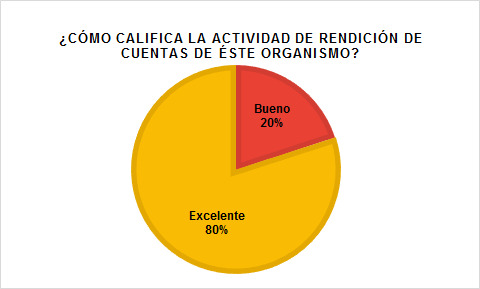 ¿CÓMO CALIFICA LA ACTIVIDAD DE RENDICIÓN DE
CUENTAS DE ÉSTE ORGANISMO?
Bueno
20%
Excelente
80%